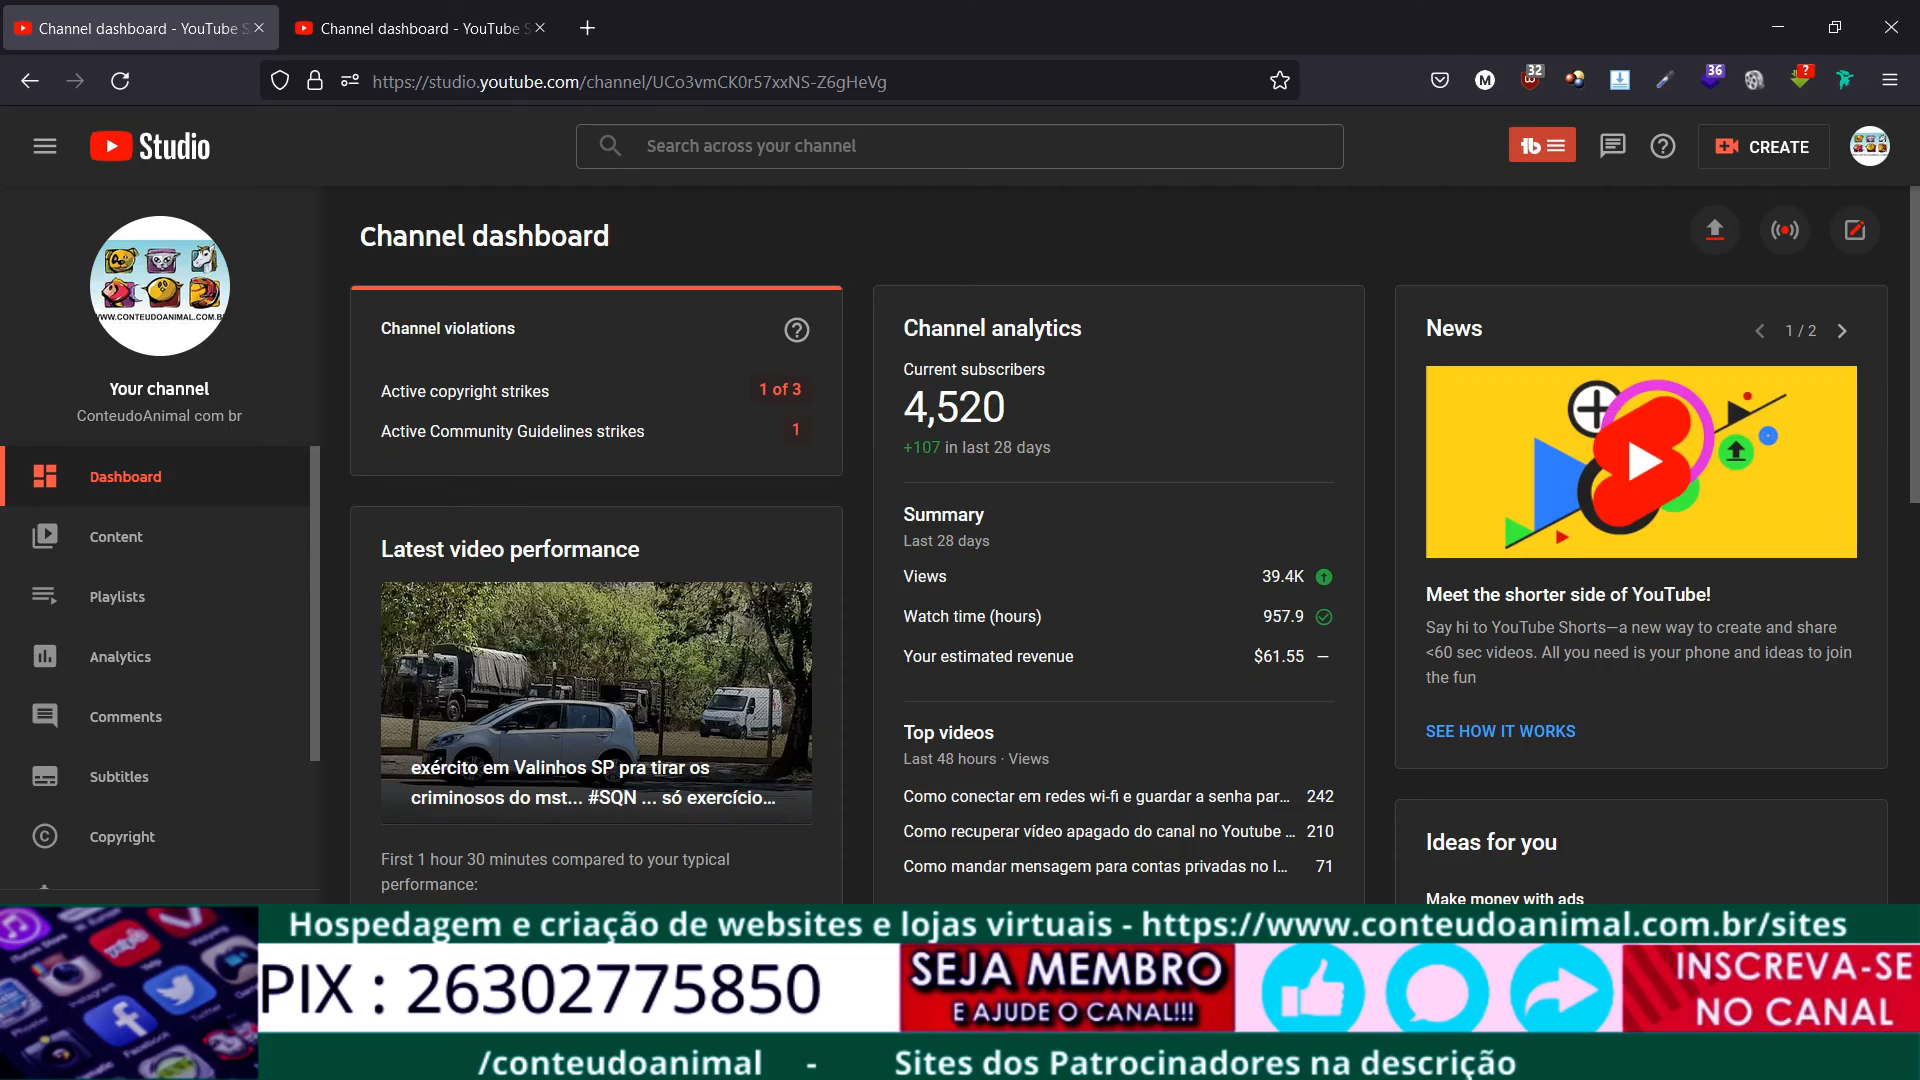 Channel dashboard - YouTube S
Channel dashboard - YouTube S
https://studio.youtube.com/channel/UCo3vmCK0r57xxNS-Z6gHeVg
M
32
36
?
Studio
Search across your channel
tb
CREATE
WWW.CONTEUDOANIMAL.COM.B
Your channel
ConteudoAnimal com br
Dashboard
Content
Playlists
Analytics
Comments
Subtitles
Copyright
Channel dashboard
Channel violations
Active copyright strikes 1 of 3
Active Community Guidelines strikes 1
Latest video performance
exército em Valinhos SP pra tirar os
criminosos do mst... #SQN ... só exercício...
First 1 hour 30 minutes compared to your typical
performance:
Channel analytics
Current subscribers
4,520
+107 in last 28 days
Summary
Last 28 days
Views 39.4K
Watch time (hours) 957.9
Your estimated revenue $61.55 —
Top videos
Last 48 hours · Views
Como conectar em redes wi-fi e guardar a senha par... 242
Como recuperar vídeo apagado do canal no Youtube ... 210
Como mandar mensagem para contas privadas no I... 71
News
1 / 2
Meet the shorter side of YouTube!
Say hi to YouTube Shorts—a new way to create and share
<60 sec videos. All you need is your phone and ideas to join
the fun
SEE HOW IT WORKS
Ideas for you
Make money with ads
Hospedagem e criação de websites e lojas virtuais - https://www.conteudoanimal.com.br/sites
PIX : 26302775850
SEJA MEMBRO
E AJUDE O CANAL!!!
INSCREVA-SE
NO CANAL
/conteudoanimal - Sites dos Patrocinadores na descrição